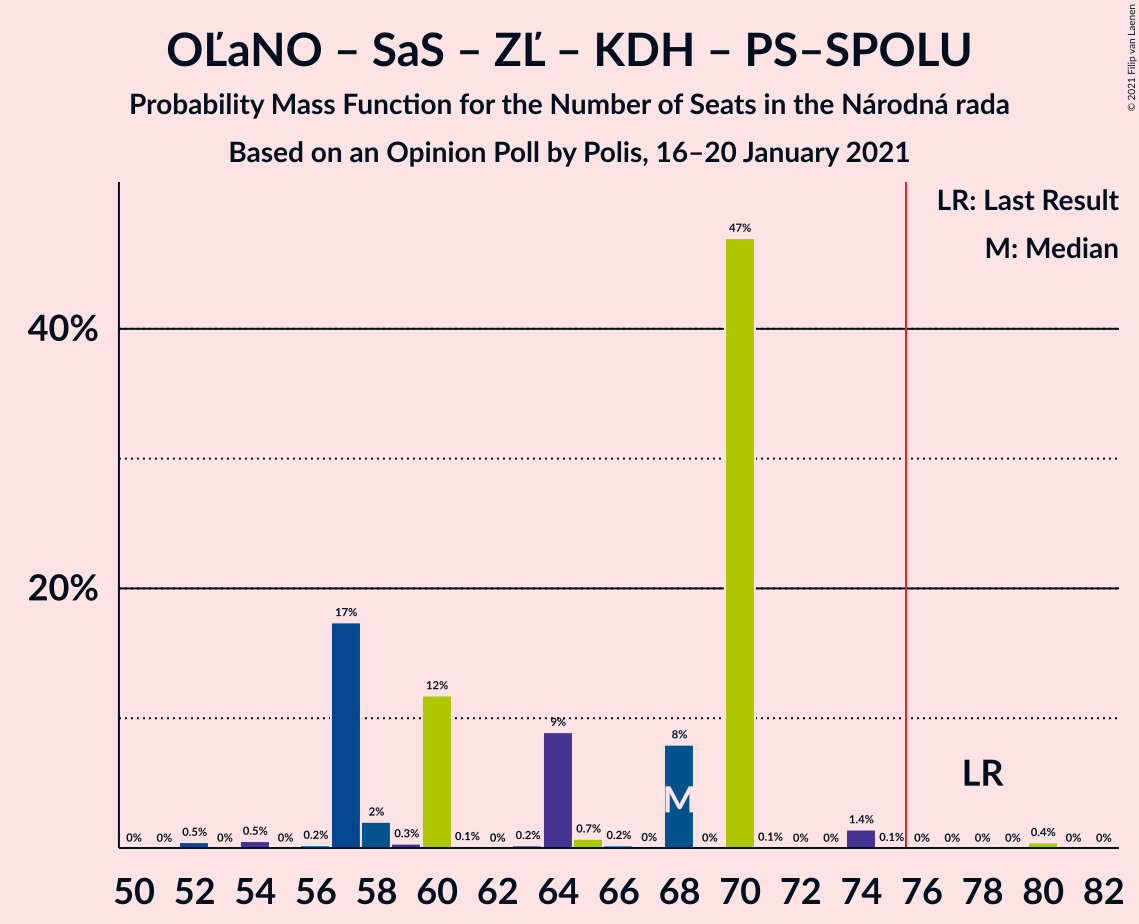 OĽaNO – SaS – ZĽ – KDH – PS–SPOLU
Probability Mass Function for the Number of Seats in the Národná rada
Based on an Opinion Poll by Polis, 16–20 January 2021
© 2021 Filip van Laenen
LR: Last Result
M: Median
40%
20%
0% 0% 0.5% 0% 0.5% 0% 0.2% 17% 2% 0.3% 12% 0.1% 0% 0.2% 9% 0.7% 0.2% 0% 8% 0% 47% 0.1% 0% 0% 1.4% 0.1% 0% 0% 0% 0% 0.4% 0% 0%
M
LR
50 52 54 56 58 60 62 64 66 68 70 72 74 76 78 80 82